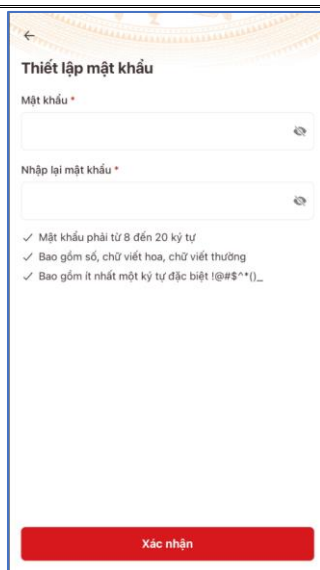 Thiết lập mật khẩu
Mật khẩu *
Nhập lại mật khẩu *
Mật khẩu phải từ 8 đến 20 ký tự
Bao gồm số, chữ viết hoa, chữ viết thường
Bao gồm ít nhất một ký tự đặc biệt !@#$^*()_
Xác nhận